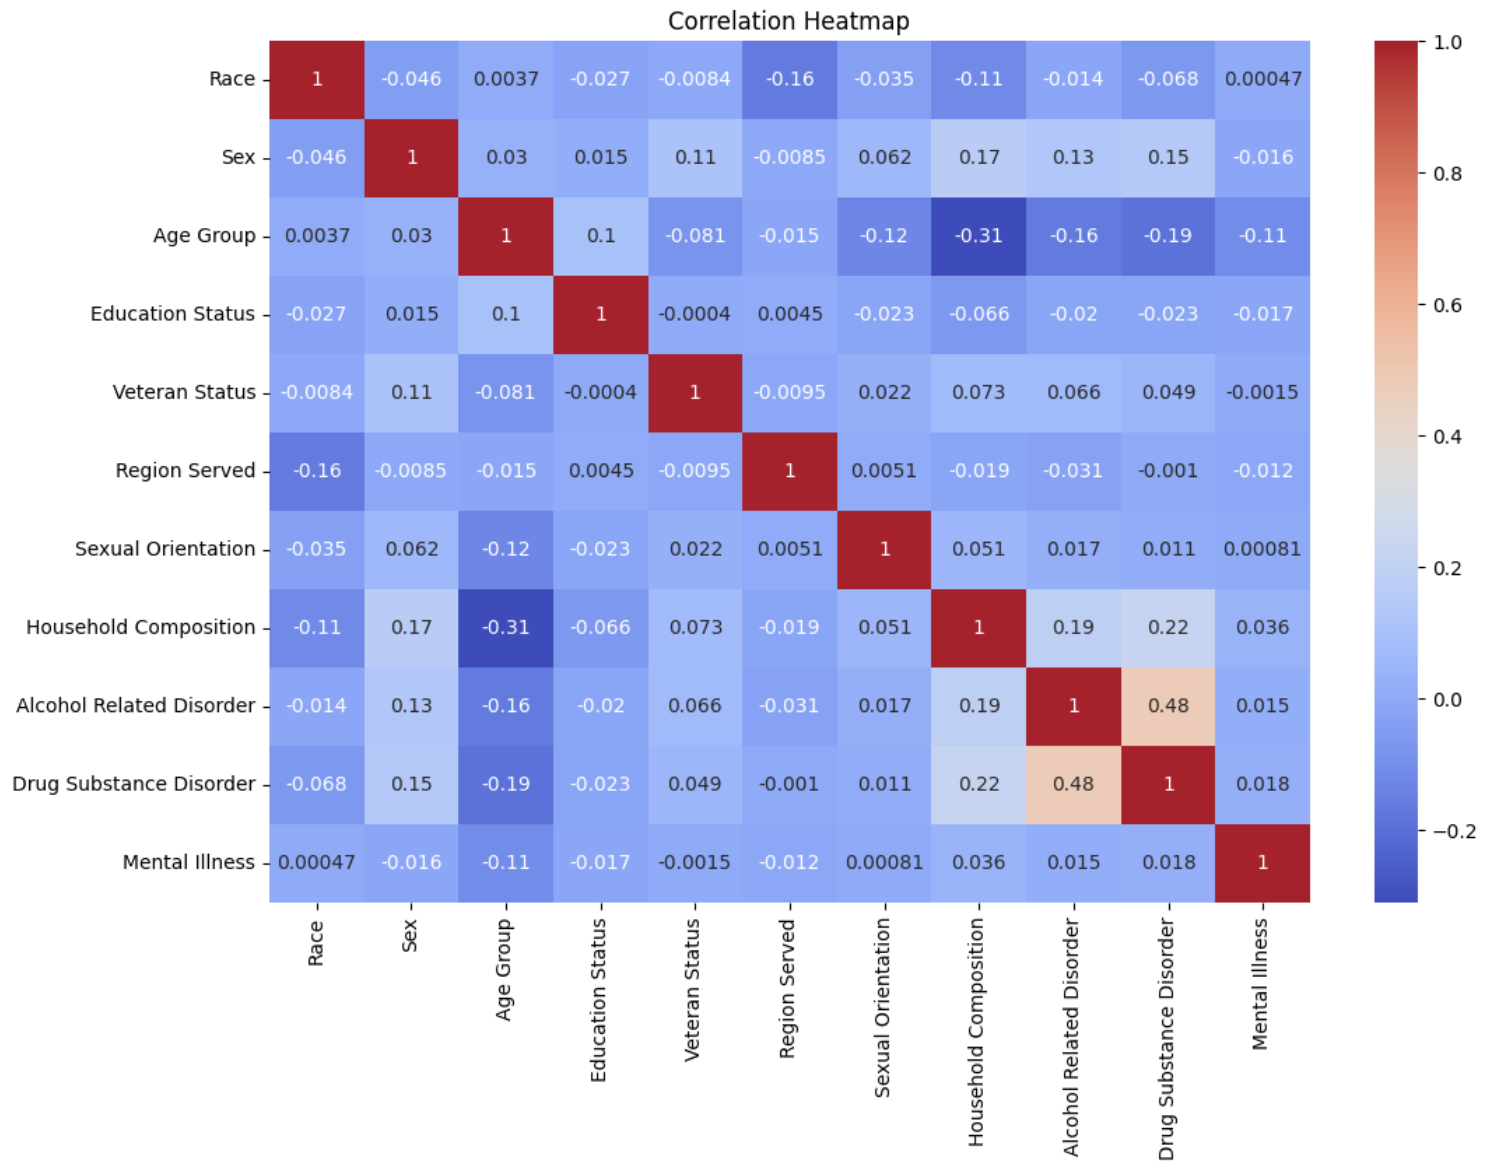 Correlation Heatmap
Race 1 -0.046 0.0037 -0.027 -0.0084 -0.16 -0.035 -0.11 -0.014 -0.068 0.00047
Sex -0.046 1 0.03 0.015 0.11 -0.0085 0.062 0.17 0.13 0.15 -0.016
Age Group 0.0037 0.03 1 0.1 -0.081 -0.015 -0.12 -0.31 -0.16 -0.19 -0.11
Education Status -0.027 0.015 0.1 1 -0.0004 0.0045 -0.023 -0.066 -0.02 -0.023 -0.017
Veteran Status -0.0084 0.11 -0.081 -0.0004 1 -0.0095 0.022 0.073 0.066 0.049 -0.0015
Region Served -0.16 -0.0085 -0.015 0.0045 -0.0095 1 0.0051 -0.019 -0.031 -0.001 -0.012
Sexual Orientation -0.035 0.062 -0.12 -0.023 0.022 0.0051 1 0.051 0.017 0.011 0.00081
Household Composition -0.11 0.17 -0.31 -0.066 0.073 -0.019 0.051 1 0.19 0.22 0.036
Alcohol Related Disorder -0.014 0.13 -0.16 -0.02 0.066 -0.031 0.017 0.19 1 0.48 0.015
Drug Substance Disorder -0.068 0.15 -0.19 -0.023 0.049 -0.001 0.011 0.22 0.48 1 0.018
Mental Illness 0.00047 -0.016 -0.11 -0.017 -0.0015 -0.012 0.00081 0.036 0.015 0.018 1
Race
Sex
Age Group
Education Status
Veteran Status
Region Served
Sexual Orientation
Household Composition
Alcohol Related Disorder
Drug Substance Disorder
Mental Illness
1.0
0.8
0.6
0.4
0.2
0.0
−0.2